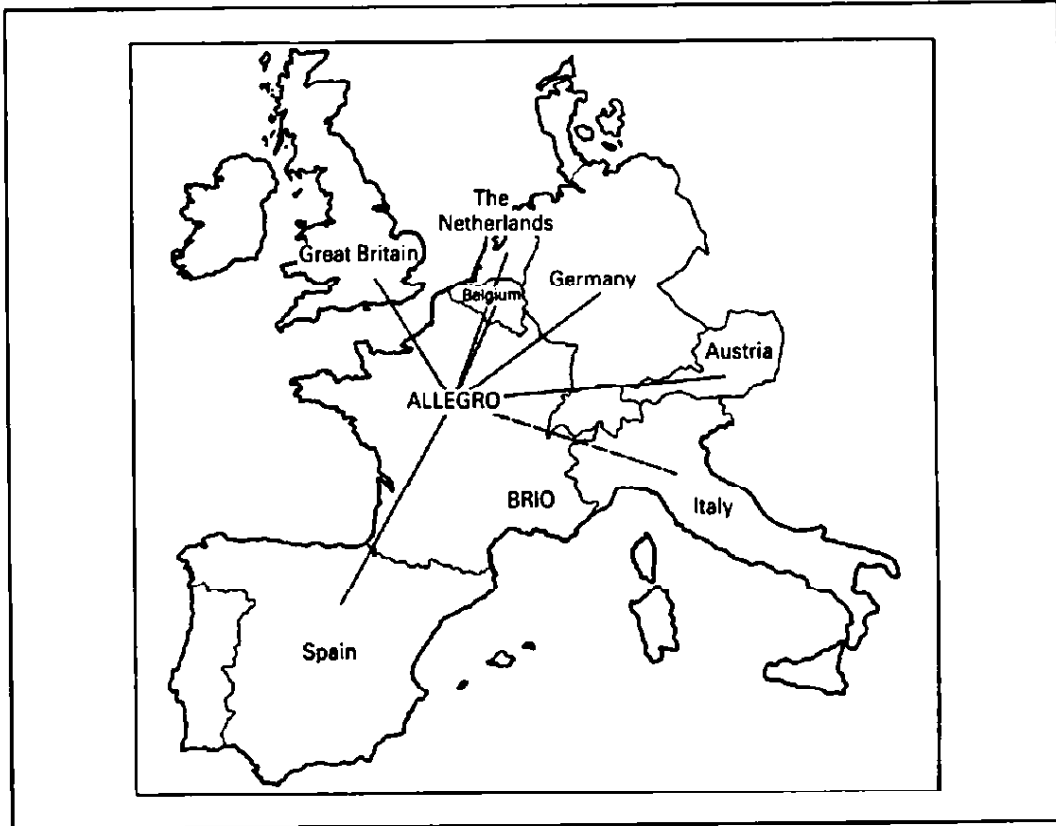 The
Netherlands
Great Britain
Belgium
Germany
Austria
ALLEGRO
BRIO
Italy
Spain